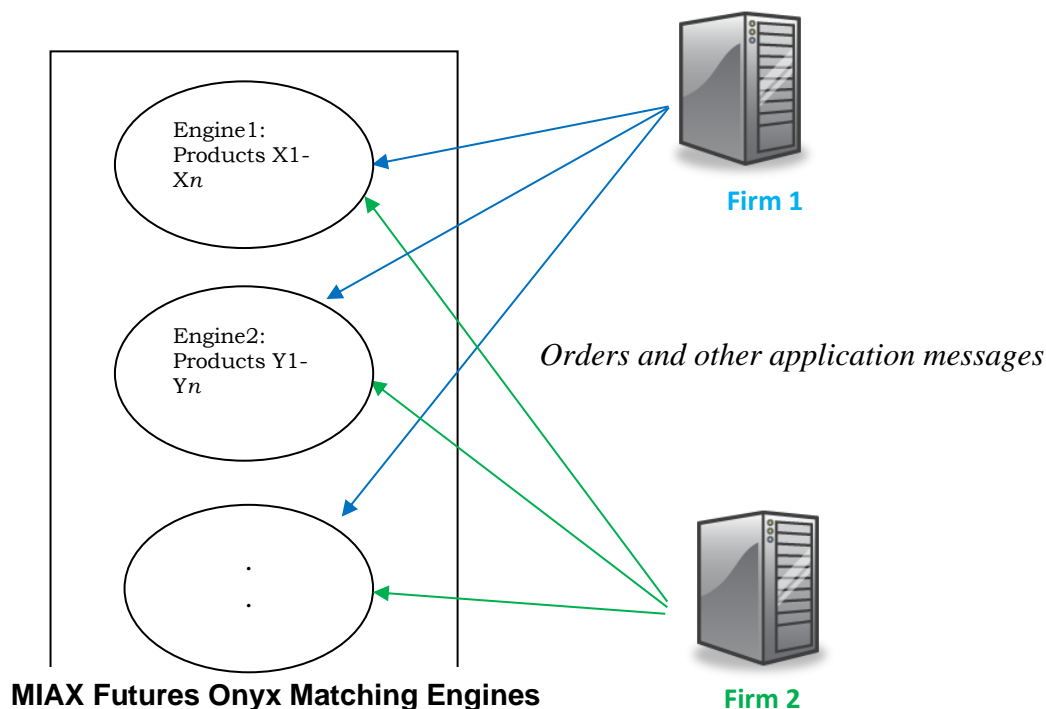 Engine1:
Products X1-
Xn
Firm 1
Engine2:
Products Y1-
Yn
Orders and other application messages
.
.
MIAX Futures Onyx Matching Engines
Firm 2